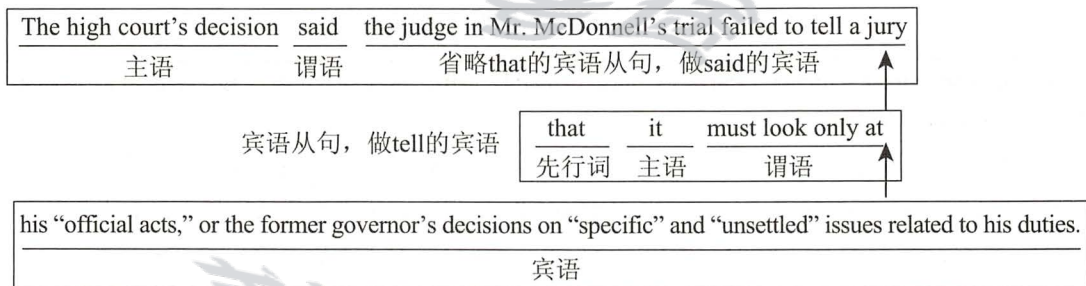 The high court's decision said the judge in Mr. McDonnell's trial failed to tell a jury
主语 谓语 省略that的宾语从句，做said的宾语
宾语从句，做tell的宾语 that it must look only at
先行词 主语 谓语
his “official acts,” or the former governor's decisions on “specific” and “unsettled” issues related to his duties.
宾语